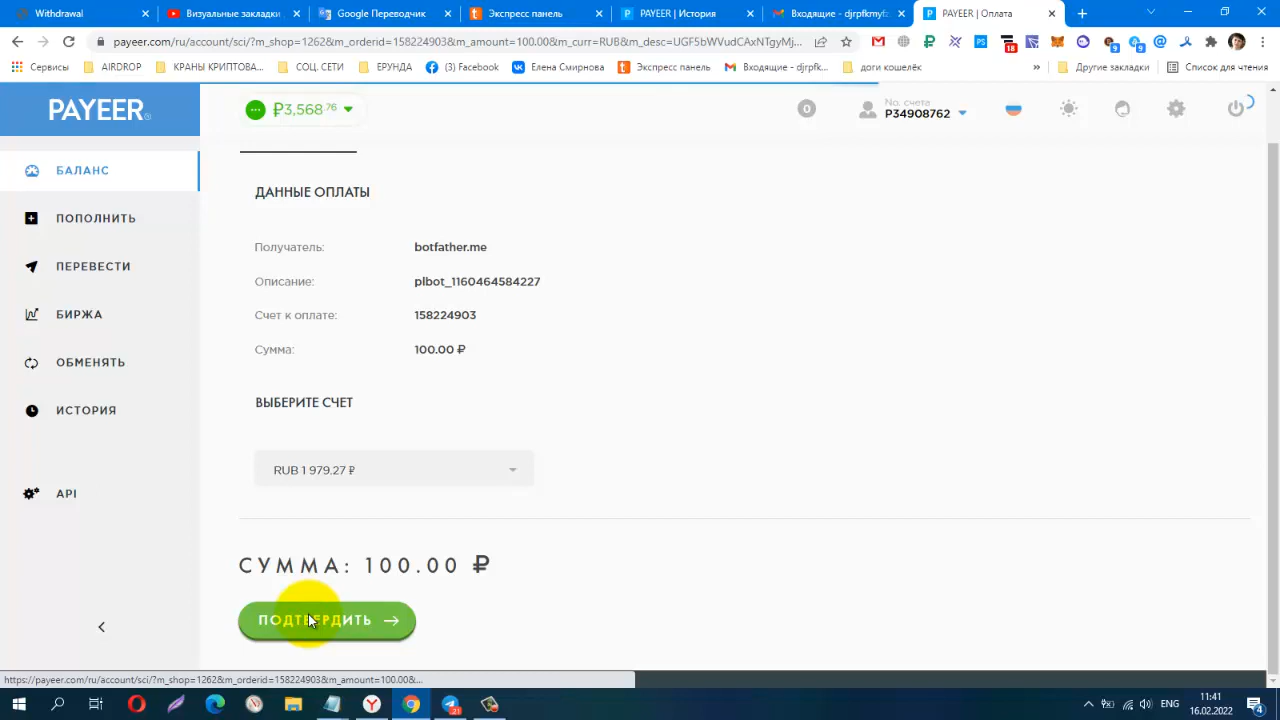 Withdrawal
Визуальные закладки
Google Переводчик
Экспресс панель
PAYEER | История
Входящие - djrpfkmyf
PAYEER | Оплата
payeer.com/ru/account/sci/?m_shop=1262&m_orderid=158224903&m_amount=100.00&m_curr=RUB&m_desc=UGF5bWVudCAxNTgyMj...
Сервисы
AIRDROP
КРАНЫ КРИПТОВА...
СОЦ. СЕТИ
ЕРУНДА
(3) Facebook
Елена Смирнова
Экспресс панель
Входящие - djrpfk...
доги кошелёк
»
Другие закладки
Список для чтения
PAYEER
₽3,568.76
0
No. счета
P34908762
БАЛАНС
ПОПОЛНИТЬ
ПЕРЕВЕСТИ
БИРЖА
ОБМЕНЯТЬ
ИСТОРИЯ
API
ДАННЫЕ ОПЛАТЫ
Получатель: botfather.me
Описание: plbot_1160464584227
Счет к оплате: 158224903
Сумма: 100.00 ₽
ВЫБЕРИТЕ СЧЕТ
RUB 1 979.27 ₽
СУММА: 100.00 ₽
ПОДТВЕРДИТЬ →
https://payeer.com/ru/account/sci/?m_shop=1262&m_orderid=158224903&m_amount=100.00&...
ENG
11:41
16.02.2022